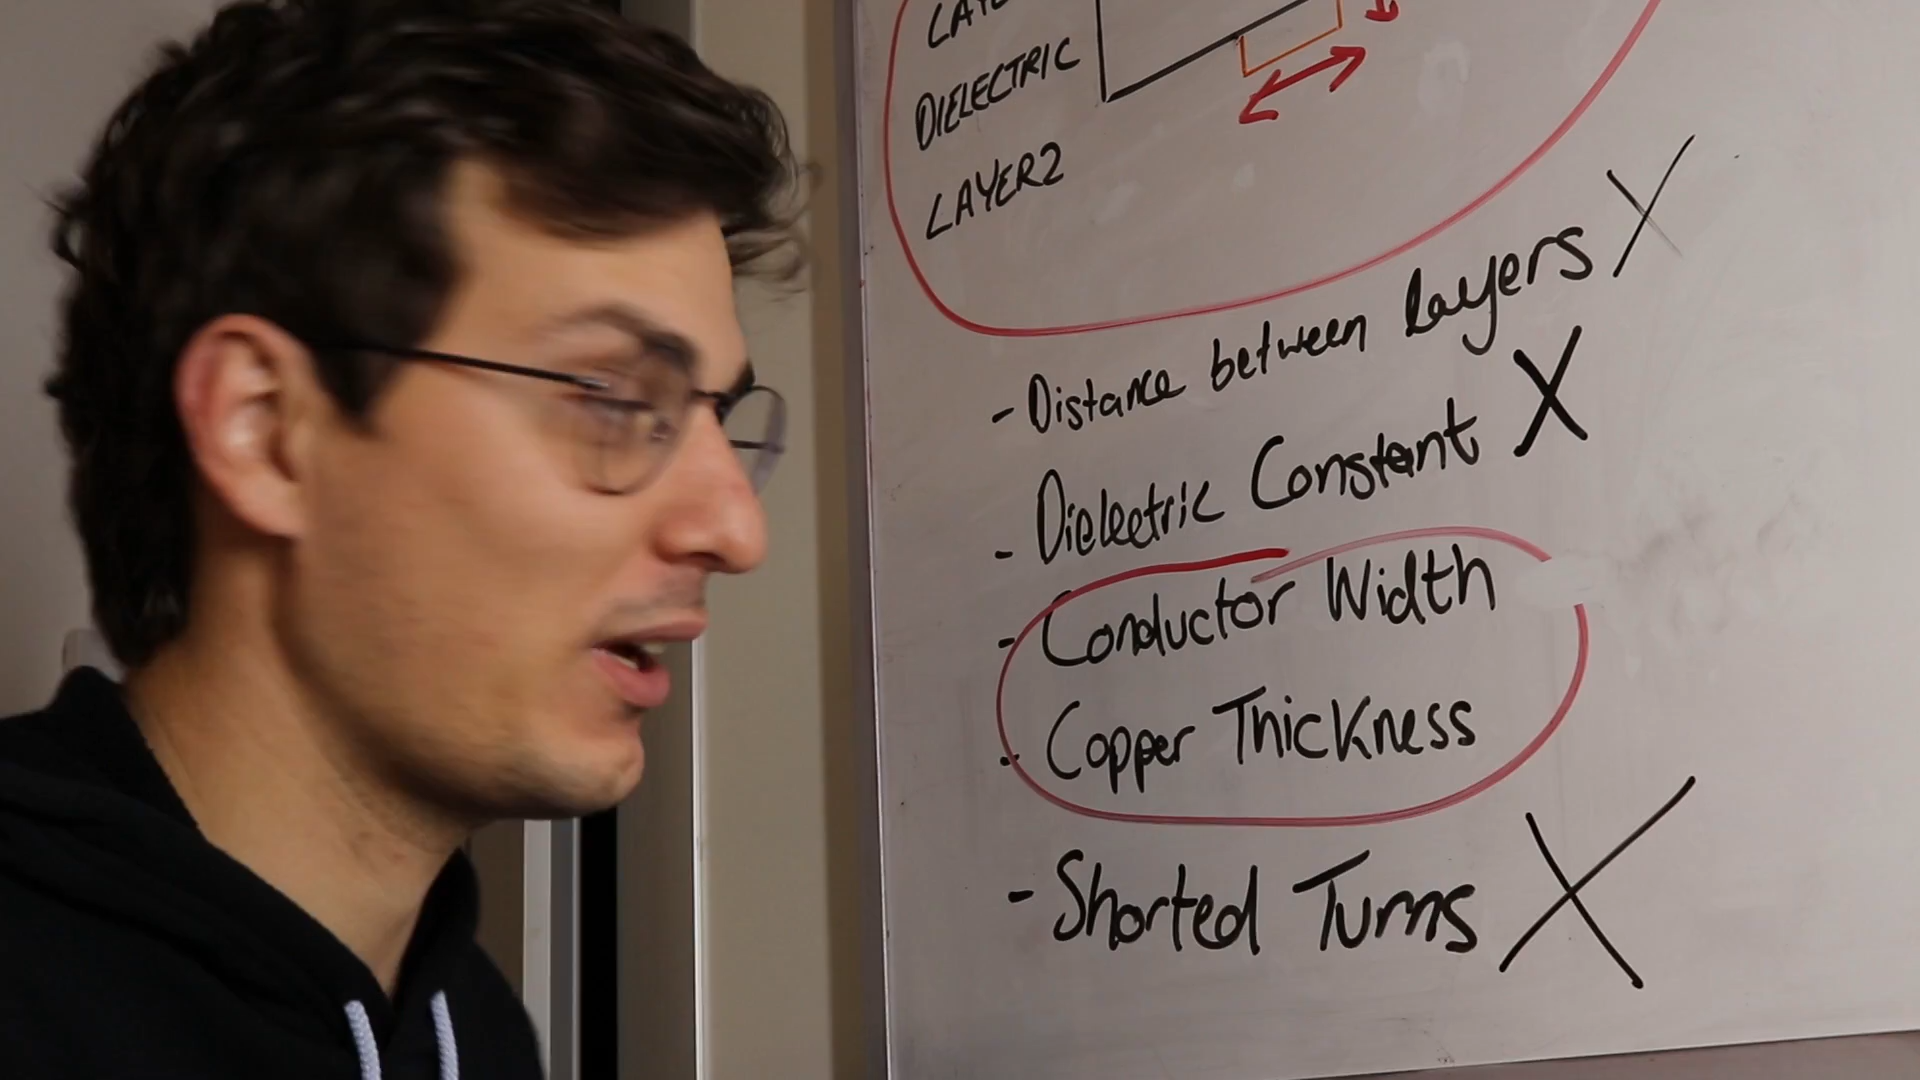 DIELECTRIC
LAYER2
- Distance between Layers X
- Dielectric Constant X
- Conductor Width
- Copper Thickness
- Shorted Turns X